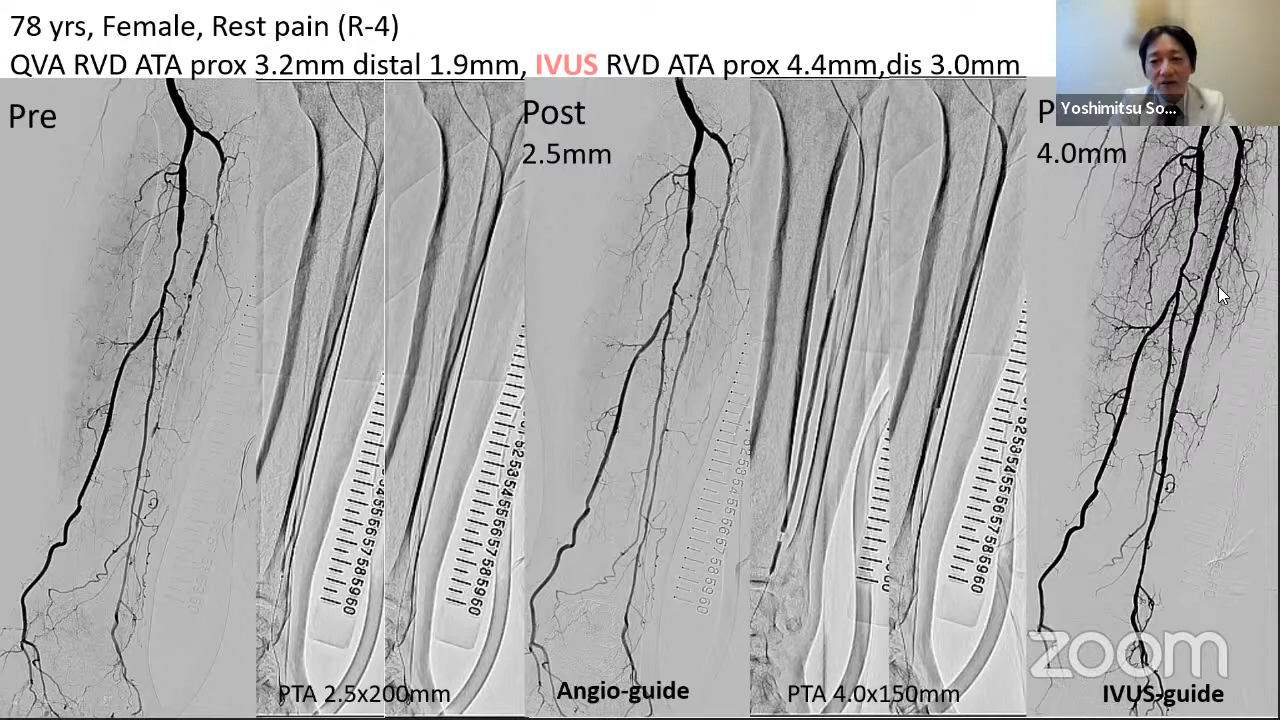 78 yrs, Female, Rest pain (R-4)
QVA RVD ATA prox 3.2mm distal 1.9mm, IVUS RVD ATA prox 4.4mm,dis 3.0mm
Yoshimitsu So...
Pre
Post
2.5mm
P
4.0mm
PTA 2.5x200mm
Angio-guide
PTA 4.0x150mm
IVUS-guide
zoom